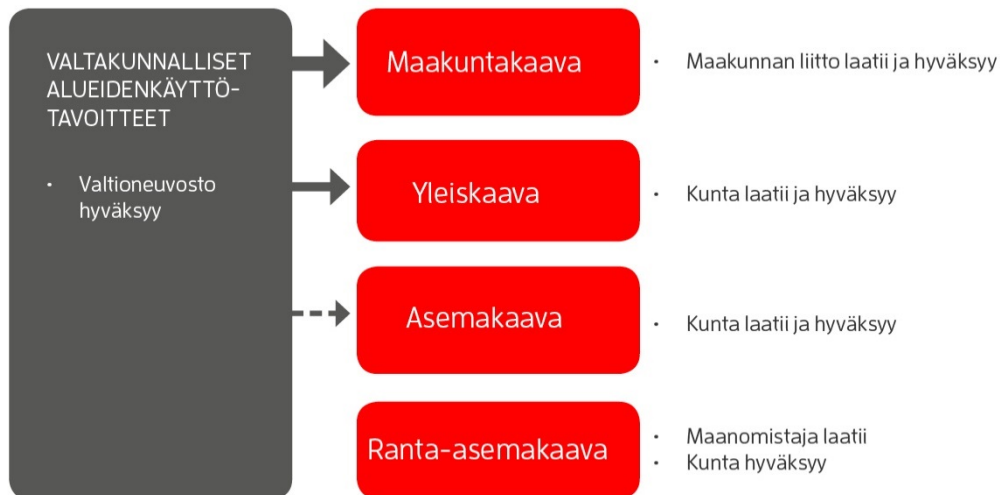 VALTAKUNNALLISET
ALUEIDENKÄYTTÖ-
TAVOITTEET
• Valtioneuvosto
hyväksyy
Maakuntakaava
• Maakunnan liitto laatii ja hyväksyy
Yleiskaava
• Kunta laatii ja hyväksyy
Asemakaava
• Kunta laatii ja hyväksyy
Ranta-asemakaava
• Maanomistaja laatii
• Kunta hyväksyy